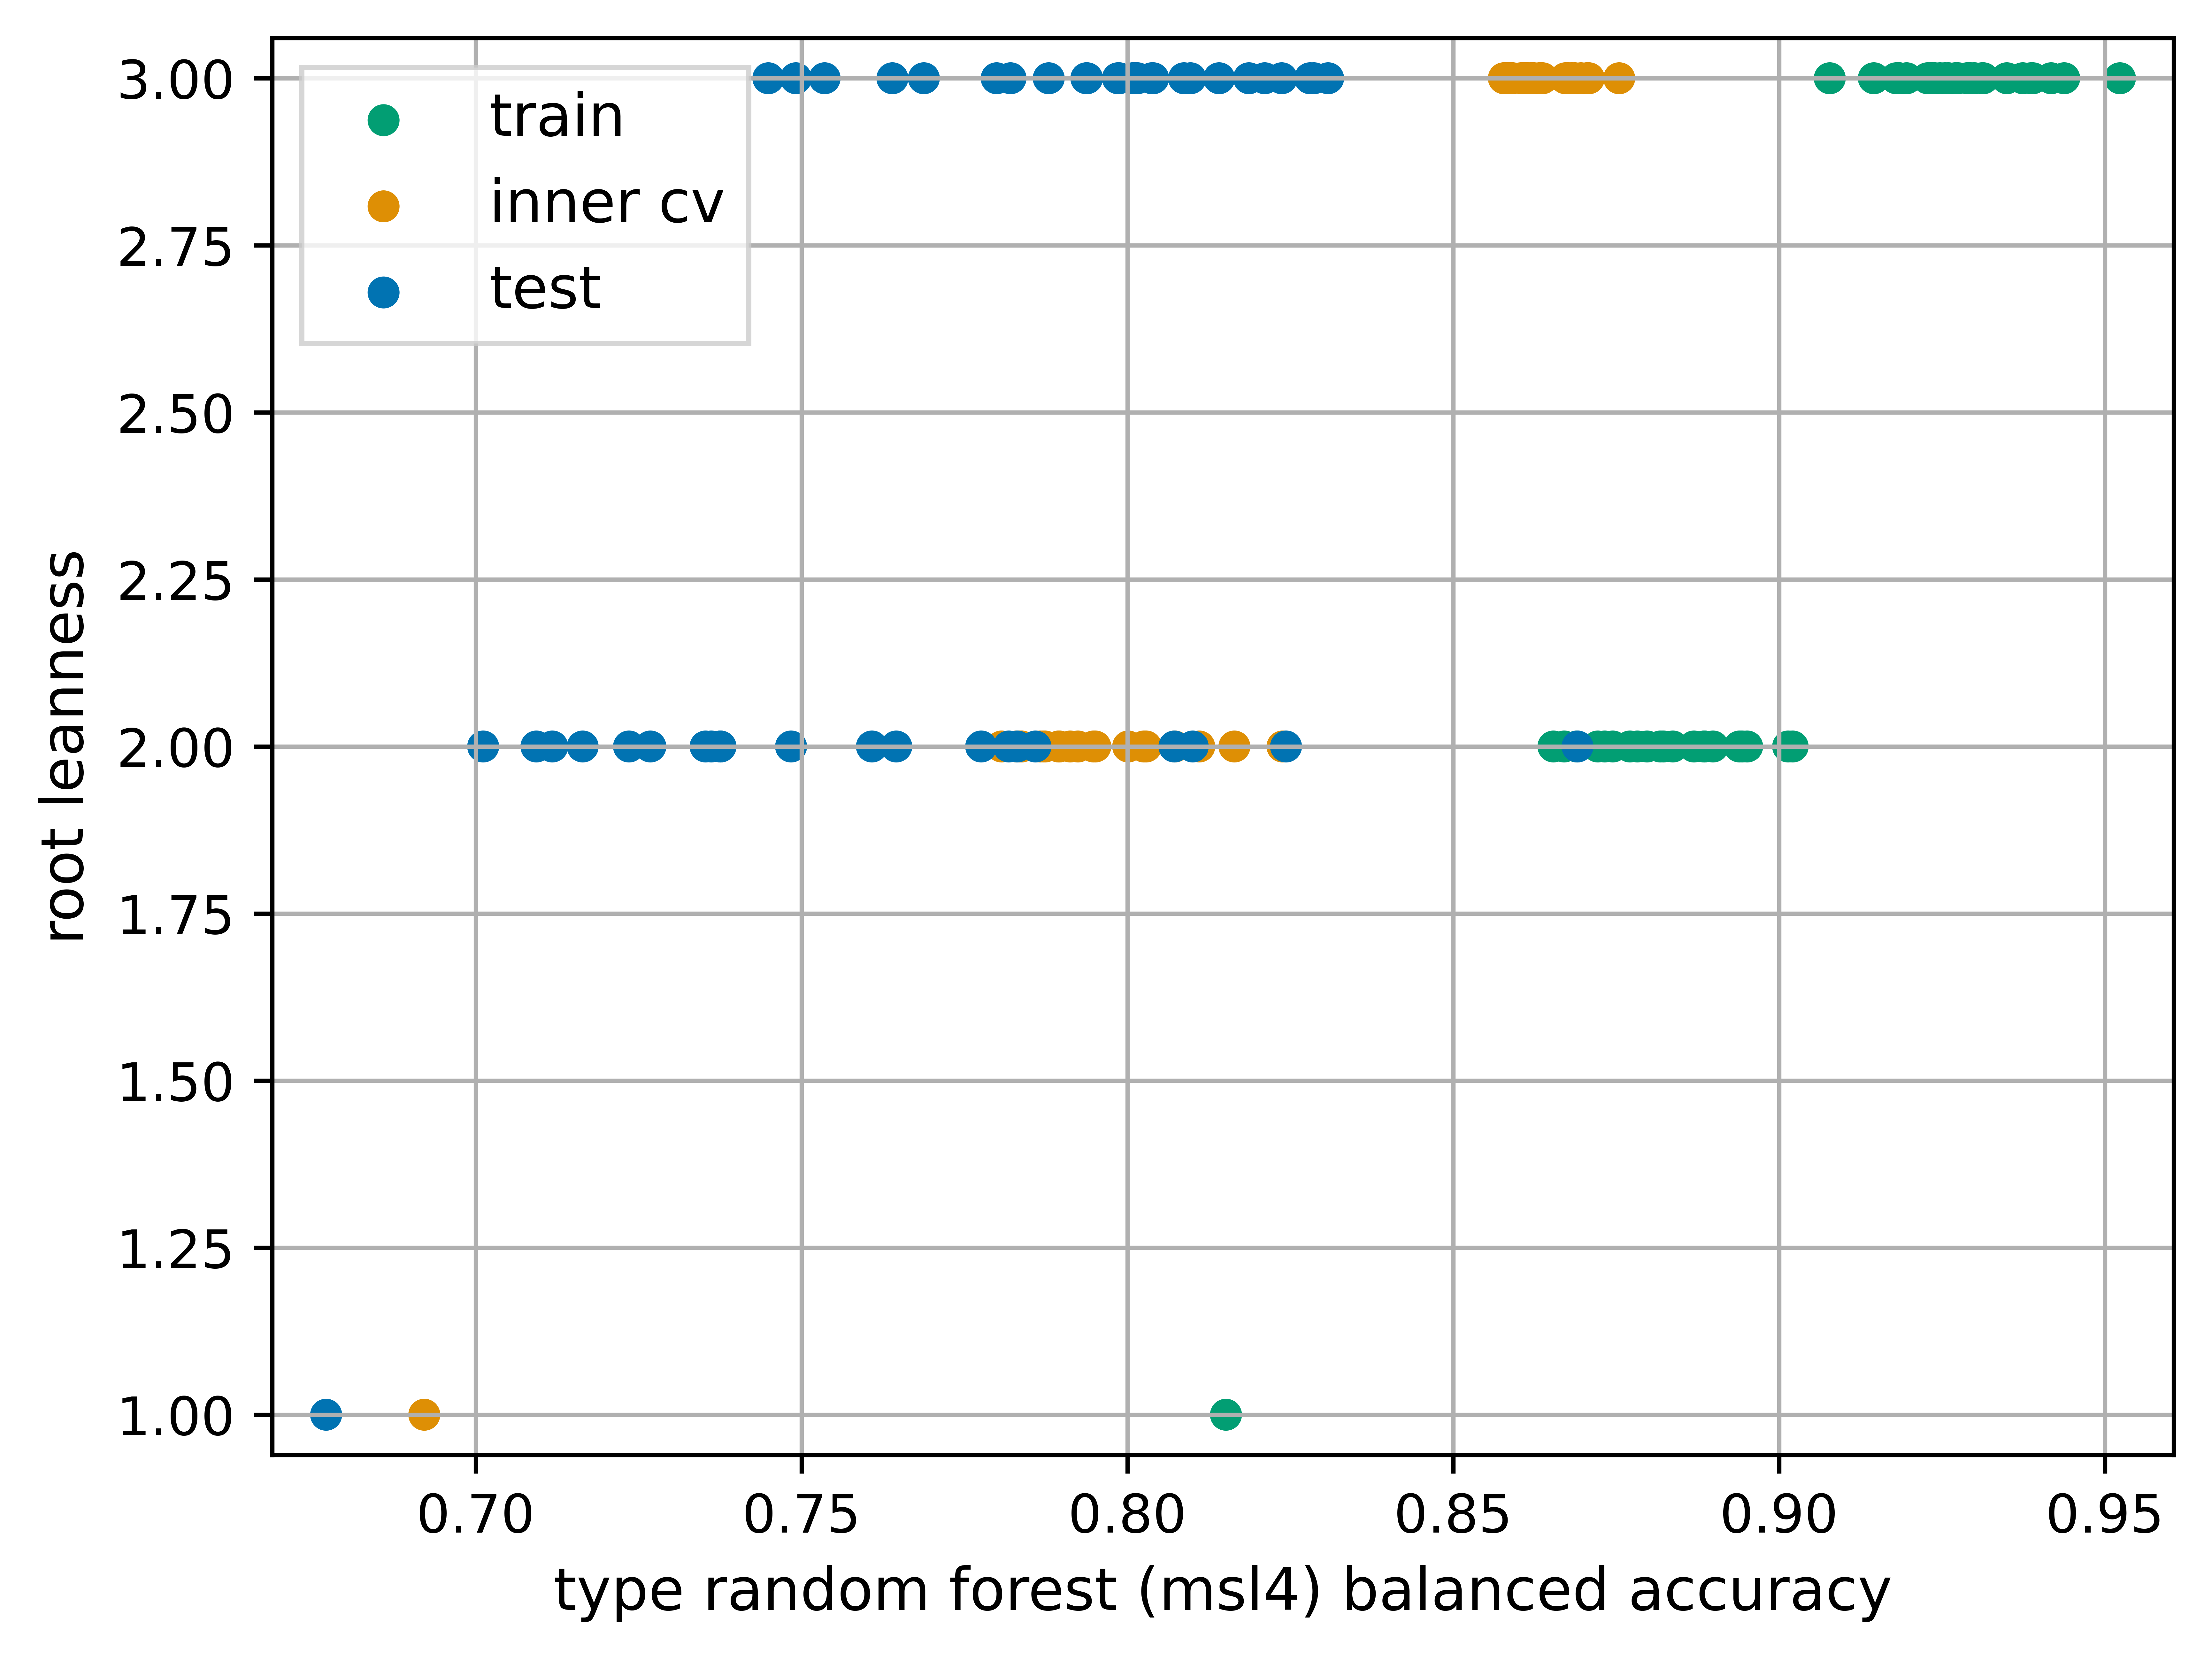 train
inner cv
test
3.00
2.75
2.50
2.25
2.00
1.75
1.50
1.25
1.00
root leanness
0.70 0.75 0.80 0.85 0.90 0.95
type random forest (msl4) balanced accuracy